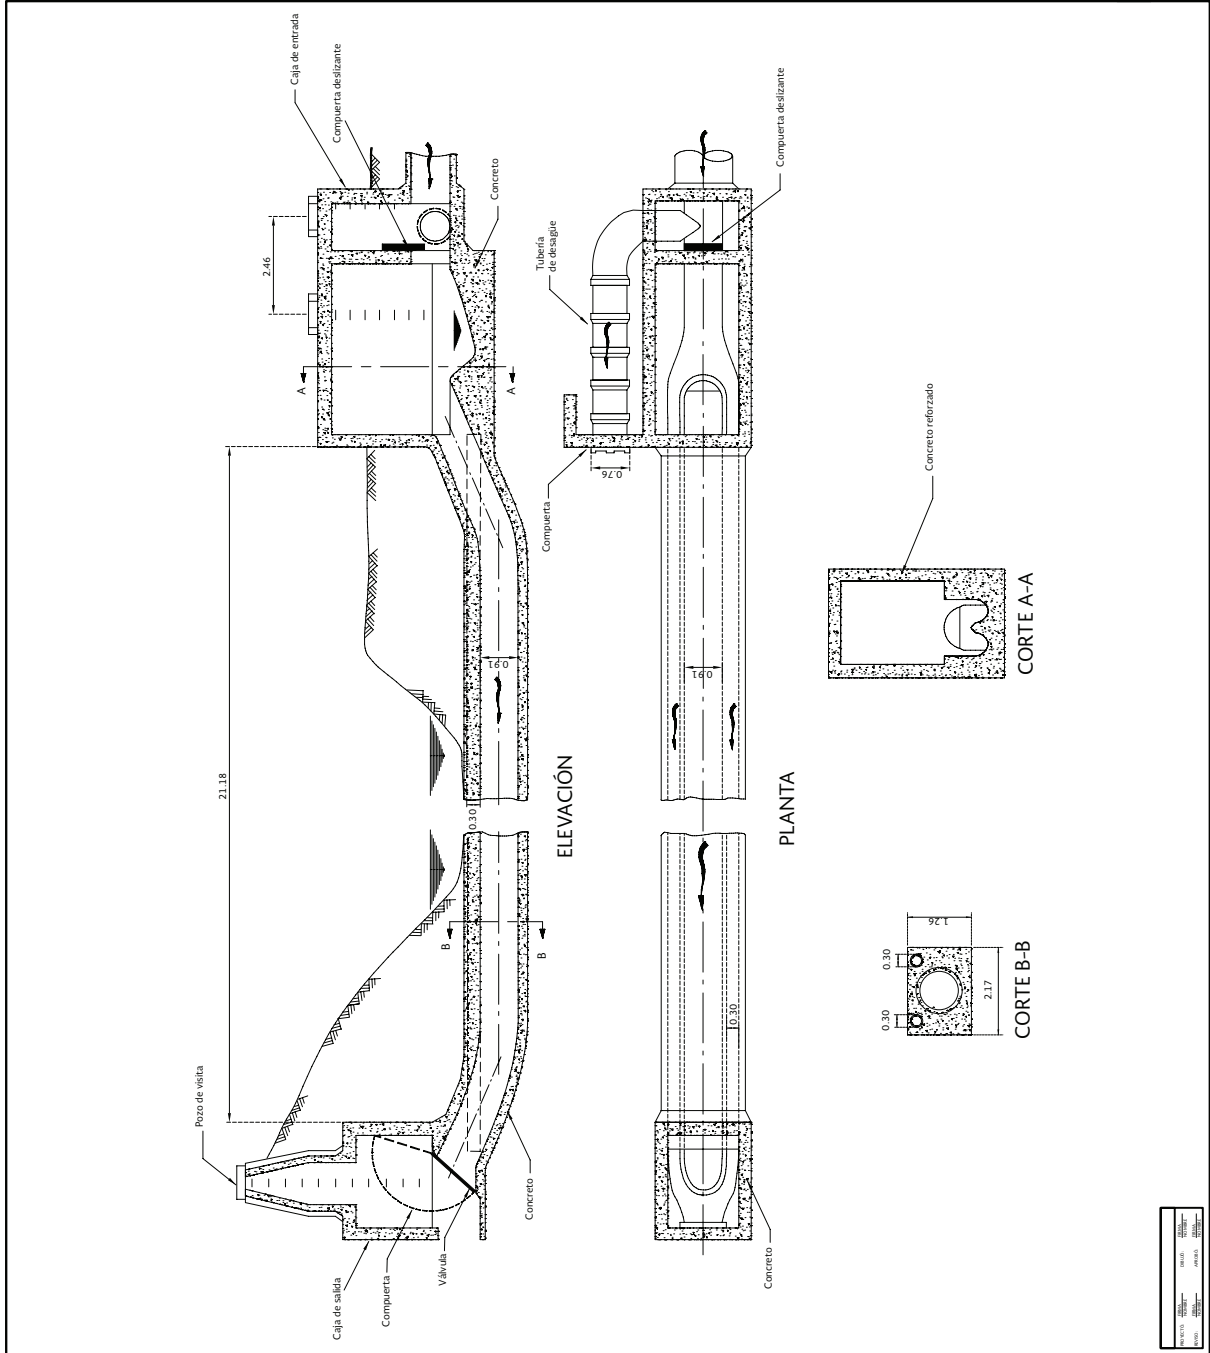 Caja de entrada
Compuerta deslizante
Concreto
2.46
A
A
21.18
0.91
0.30
B
B
Pozo de visita
Caja de salida
Compuerta
Válvula
Concreto
ELEVACIÓN
Compuerta deslizante
Tubería
de desagüe
Compuerta
0.76
0.91
0.30
Concreto
PLANTA
Concreto reforzado
CORTE A-A
0.30
0.30
1.26
2.17
CORTE B-B